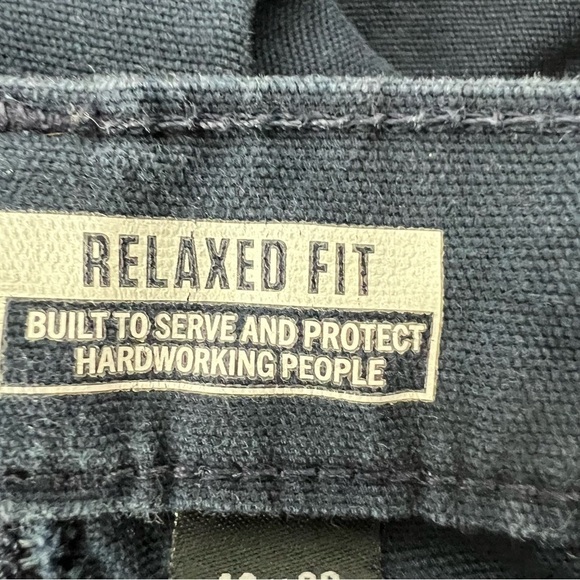 RELAXED FIT
BUILT TO SERVE AND PROTECT
HARDWORKING PEOPLE